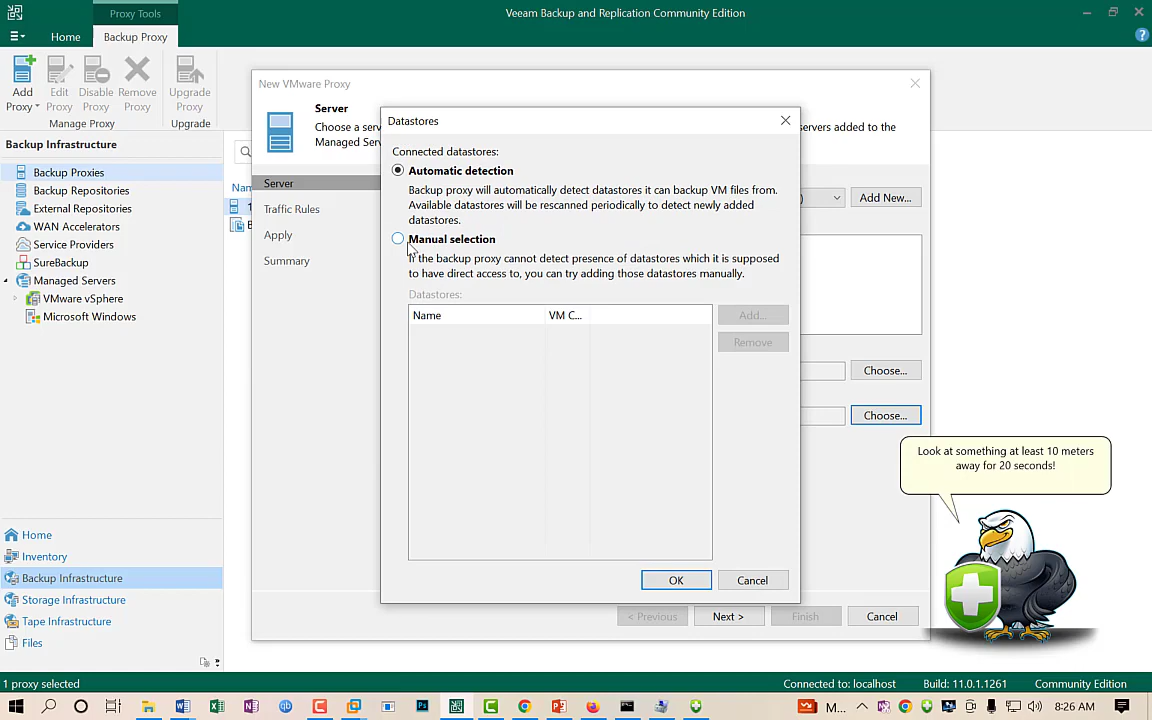 Proxy Tools
Veeam Backup and Replication Community Edition
Home
Backup Proxy
Add Proxy
Edit Proxy
Disable Proxy
Remove Proxy
Upgrade Proxy
Manage Proxy
Upgrade
Backup Infrastructure
Backup Proxies
Backup Repositories
External Repositories
WAN Accelerators
Service Providers
SureBackup
Managed Servers
VMware vSphere
Microsoft Windows
Home
Inventory
Backup Infrastructure
Storage Infrastructure
Tape Infrastructure
Files
New VMware Proxy
Server
Choose a serv
servers added to the
Managed Serv
Server
Traffic Rules
Apply
Summary
Add New...
Choose...
Choose...
Datastores
Connected datastores:
Automatic detection
Backup proxy will automatically detect datastores it can backup VM files from.
Available datastores will be rescanned periodically to detect newly added
datastores.
Manual selection
If the backup proxy cannot detect presence of datastores which it is supposed
to have direct access to, you can try adding those datastores manually.
Datastores:
Name VM C...
Add...
Remove
OK
Cancel
< Previous
Next >
Finish
Cancel
Look at something at least 10 meters
away for 20 seconds!
1 proxy selected
Connected to: localhost
Build: 11.0.1.1261
Community Edition
M...
8:26 AM